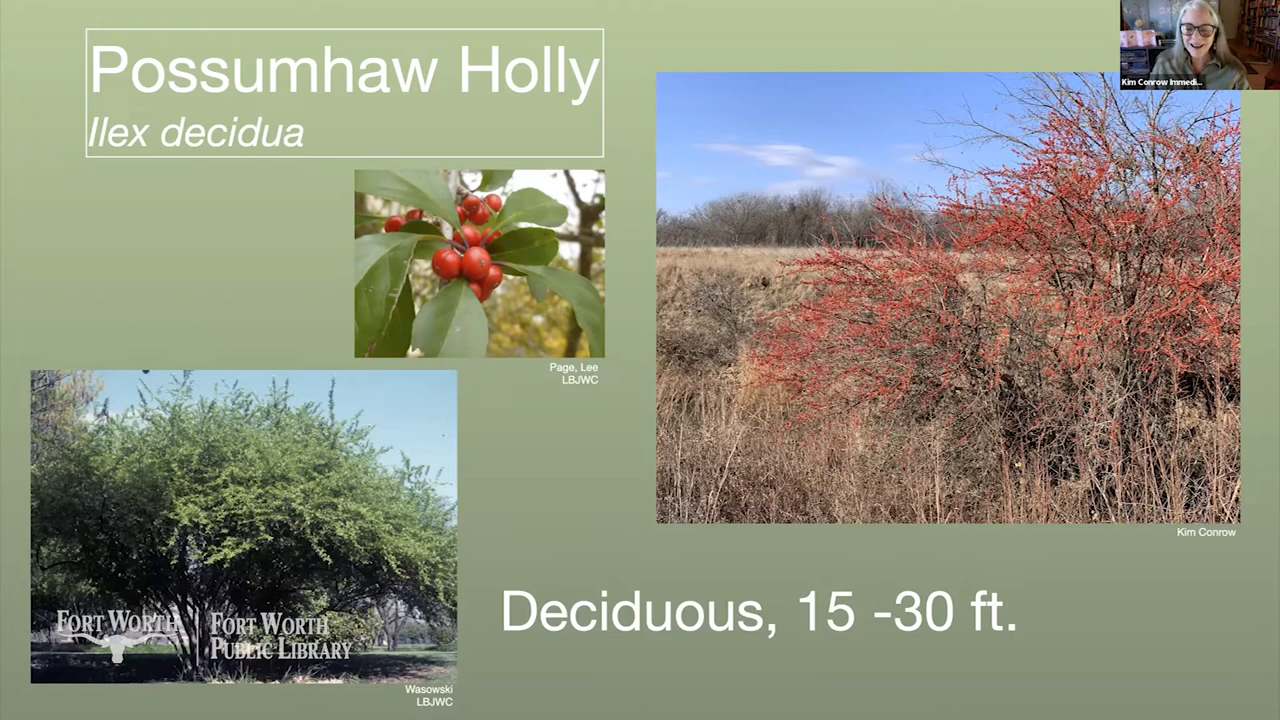 Possumhaw Holly
Ilex decidua
Kim Conrow Immedi...
Page, Lee
LBJWC
Kim Conrow
Deciduous, 15 -30 ft.
FORT WORTH
FORT WORTH
PUBLIC LIBRARY
Wasowski
LBJWC